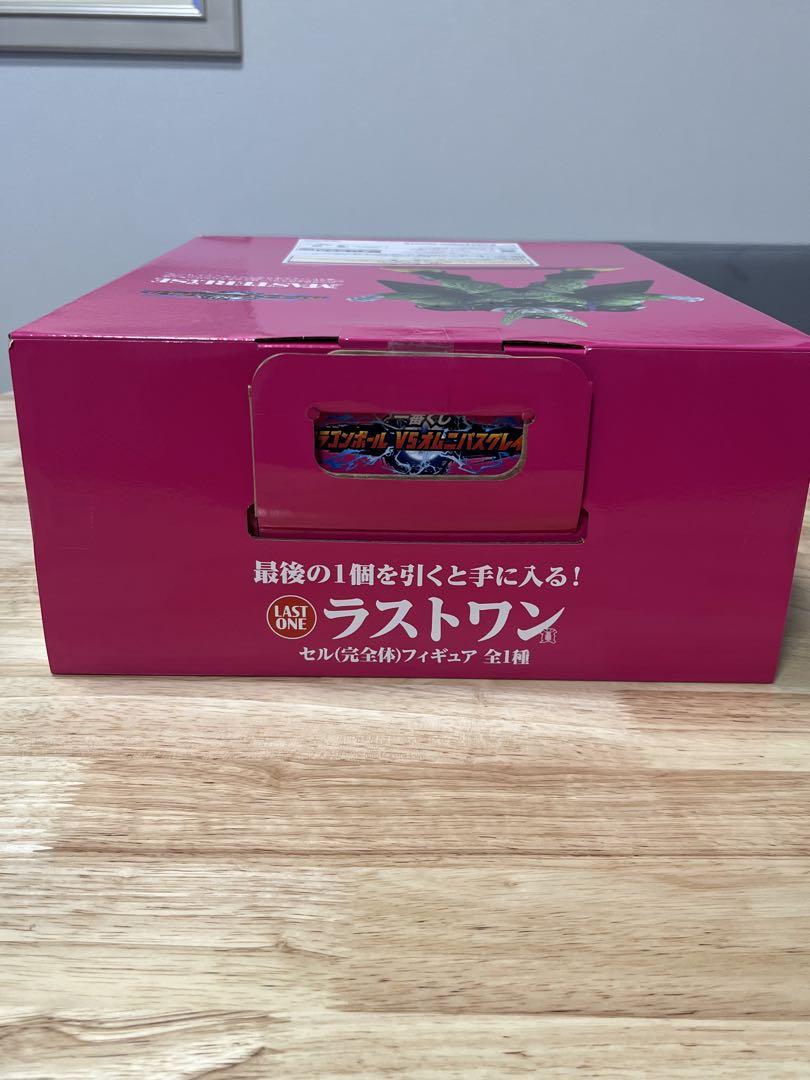 MASTERLISE
一番くじ
ラゴンボール VSオムニバスグレイ
最後の1個を引くと手に入る!
LAST
ONE
ラストワン賞
セル(完全体)フィギュア 全1種